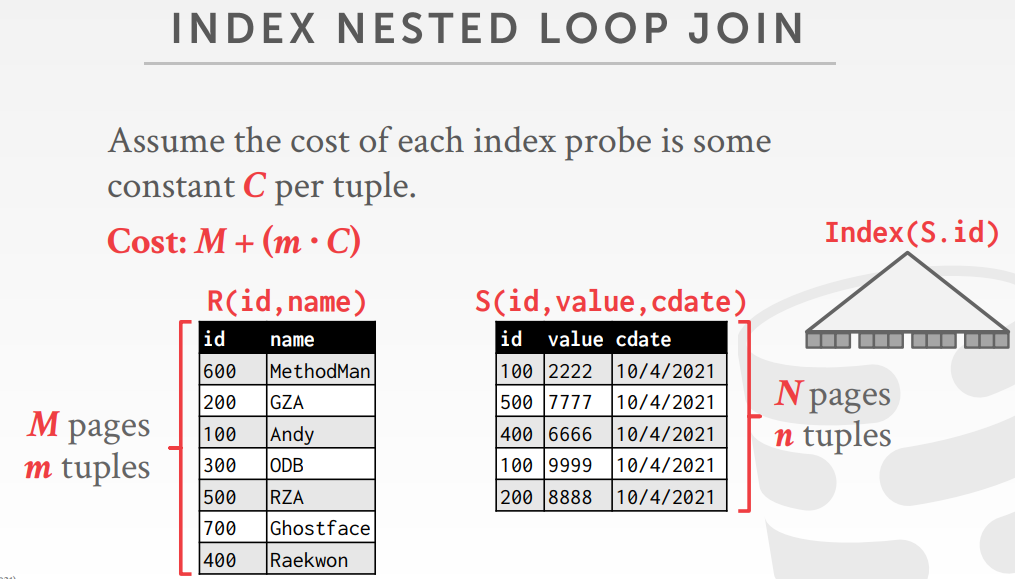 INDEX NESTED LOOP JOIN
Assume the cost of each index probe is some
constant C per tuple.
Cost: M + (m · C)
Index(S.id)
R(id,name)
id name
600 MethodMan
200 GZA
100 Andy
300 ODB
500 RZA
700 Ghostface
400 Raekwon
M pages
m tuples
S(id,value,cdate)
id value cdate
100 2222 10/4/2021
500 7777 10/4/2021
400 6666 10/4/2021
100 9999 10/4/2021
200 8888 10/4/2021
N pages
n tuples